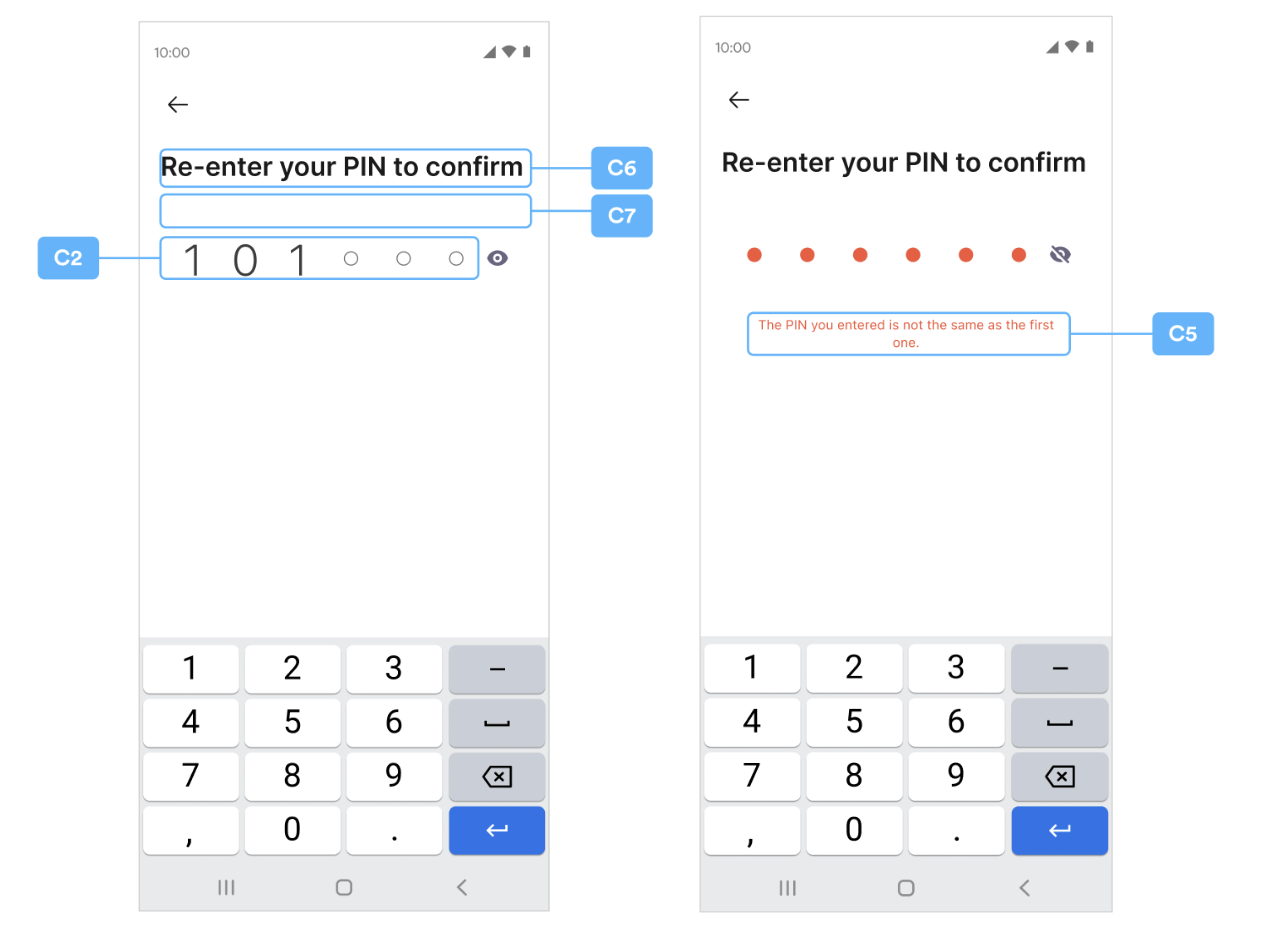 10:00
Re-enter your PIN to confirm
C6
C7
C2
1 0 1
1 2 3 –
4 5 6
7 8 9
, 0 .
10:00
Re-enter your PIN to confirm
The PIN you entered is not the same as the first
one.
C5
1 2 3 –
4 5 6
7 8 9
, 0 .